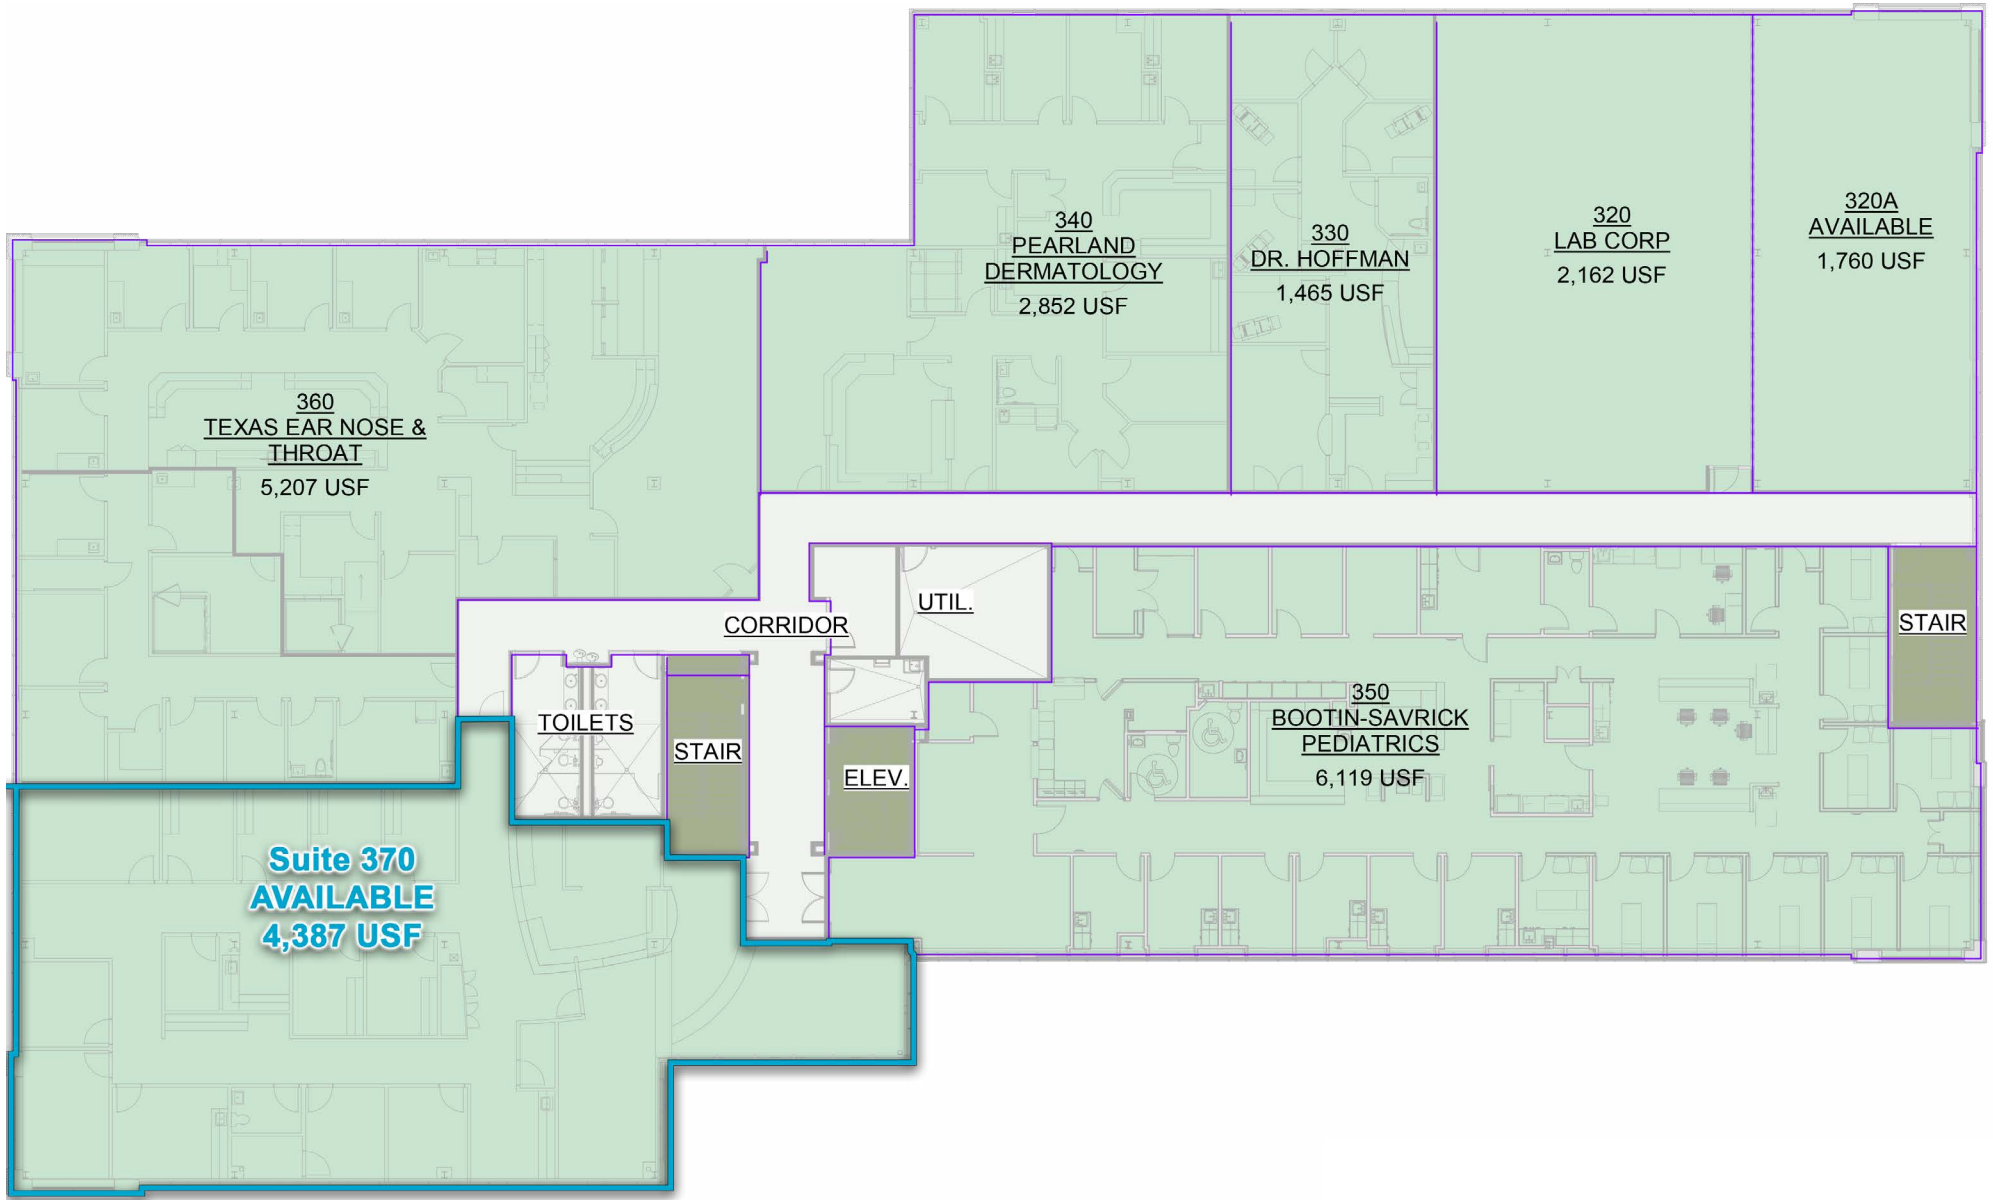 340
PEARLAND
DERMATOLOGY
2,852 USF
330
DR. HOFFMAN
1,465 USF
320
LAB CORP
2,162 USF
320A
AVAILABLE
1,760 USF
360
TEXAS EAR NOSE &
THROAT
5,207 USF
CORRIDOR
UTIL.
STAIR
TOILETS
STAIR
ELEV.
350
BOOTIN-SAVRICK
PEDIATRICS
6,119 USF
Suite 370
AVAILABLE
4,387 USF